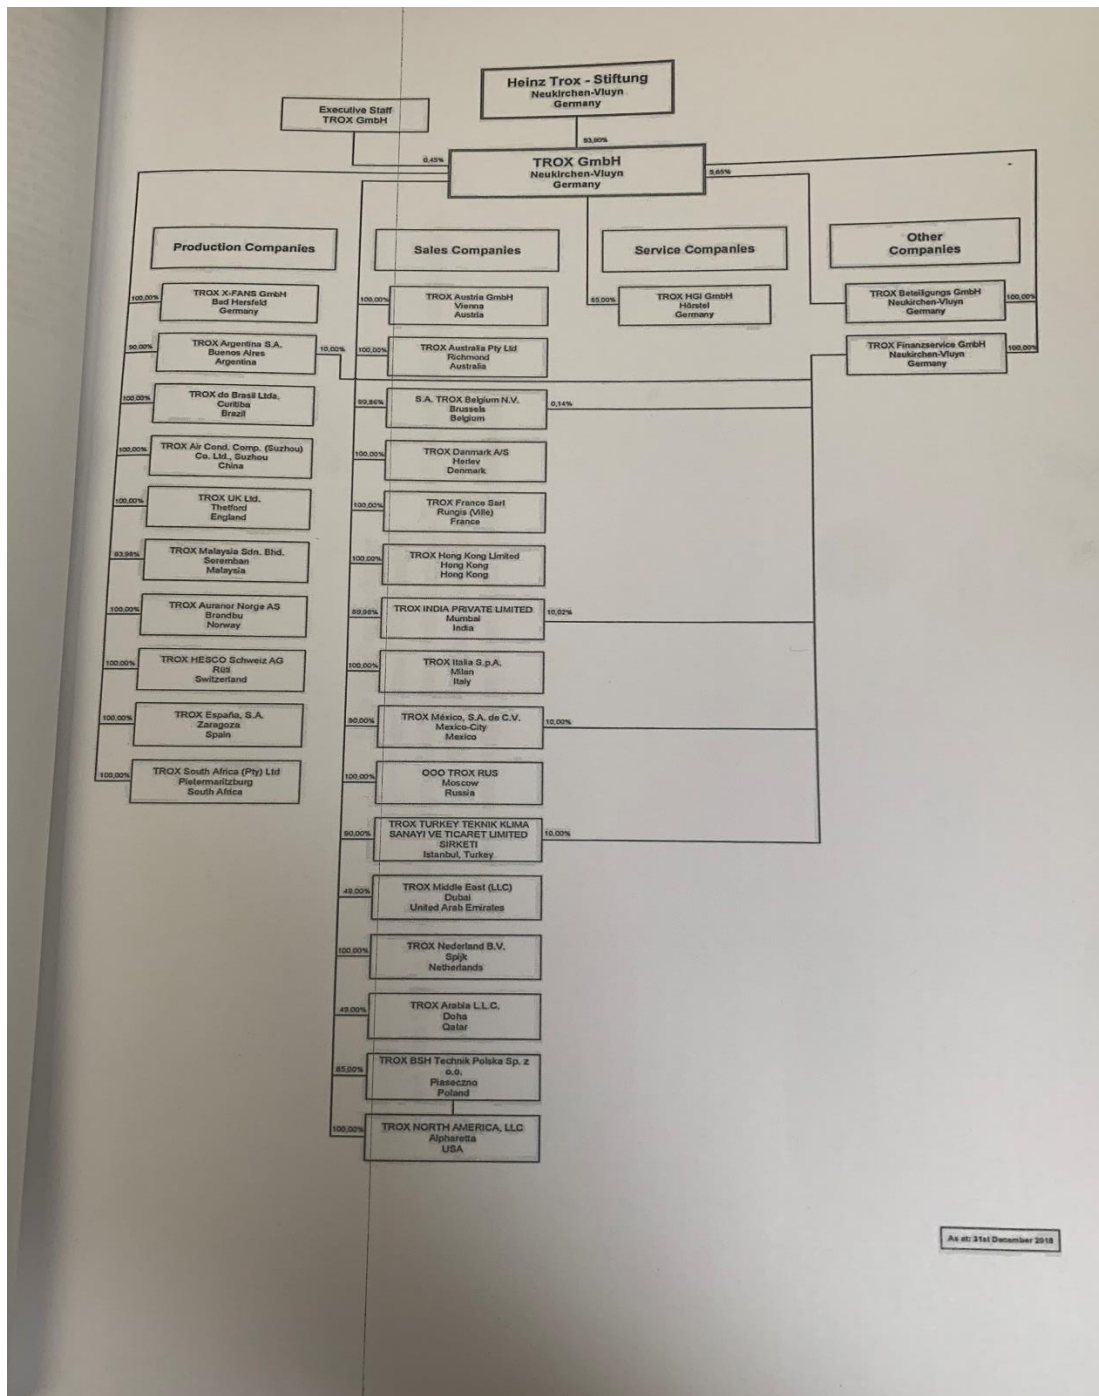 Heinz Trox - Stiftung
Neukirchen-Vluyn
Germany
Executive Staff
TROX GmbH
93,90%
0,45%
TROX GmbH
Neukirchen-Vluyn
Germany
5,65%
Production Companies
Sales Companies
Service Companies
Other
Companies
100,00%
TROX X-FANS GmbH
Bad Hersfeld
Germany
90,00%
TROX Argentina S.A.
Buenos Aires
Argentina
10,00%
100,00%
TROX do Brasil Ltda.
Curitiba
Brazil
100,00%
TROX Air Cond. Comp. (Suzhou)
Co. Ltd., Suzhou
China
100,00%
TROX UK Ltd.
Thetford
England
TROX Malaysia Sdn. Bhd.
Seremban
Malaysia
100,00%
TROX Auranor Norge AS
Brandbu
Norway
100,00%
TROX HESCO Schweiz AG
Rüti
Switzerland
100,00%
TROX España, S.A.
Zaragoza
Spain
100,00%
TROX South Africa (Pty) Ltd
Pietermaritzburg
South Africa
100,00%
TROX Austria GmbH
Vienna
Austria
100,00%
TROX Australia Pty Ltd
Richmond
Australia
99,86%
S.A. TROX Belgium N.V.
Brussels
Belgium
0,14%
100,00%
TROX Danmark A/S
Herlev
Denmark
100,00%
TROX France Sarl
Rungis (Ville)
France
100,00%
TROX Hong Kong Limited
Hong Kong
Hong Kong
89,98%
TROX INDIA PRIVATE LIMITED
Mumbai
India
10,02%
100,00%
TROX Italia S.p.A.
Milan
Italy
90,00%
TROX México, S.A. de C.V.
Mexico-City
Mexico
10,00%
100,00%
OOO TROX RUS
Moscow
Russia
90,00%
TROX TURKEY TEKNIK KLIMA
SANAYI VE TICARET LIMITED
SIRKETI
Istanbul, Turkey
10,00%
49,00%
TROX Middle East (LLC)
Dubai
United Arab Emirates
100,00%
TROX Nederland B.V.
Spijk
Netherlands
49,00%
TROX Arabia L.L.C.
Doha
Qatar
85,00%
TROX BSH Technik Polska Sp. z
o.o.
Piaseczno
Poland
100,00%
TROX NORTH AMERICA, LLC
Alpharetta
USA
TROX HGI GmbH
Hörstel
Germany
TROX Beteiligungs GmbH
Neukirchen-Vluyn
Germany
100,00%
TROX Finanzservice GmbH
Neukirchen-Vluyn
Germany
100,00%
As at: 31st December 2018